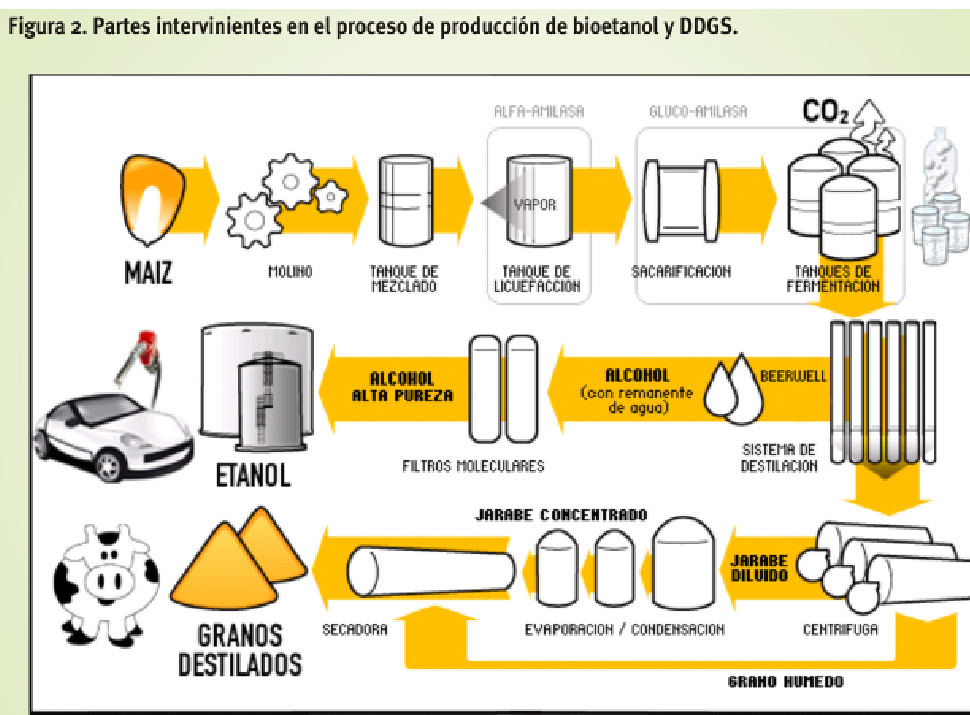 Figura 2. Partes intervinientes en el proceso de producción de bioetanol y DDGS.
ALFA-AMILASA
GLUCO-AMILASA
CO₂
VAPOR
MAIZ
MOLINO
TANQUE DE
MEZCLADO
TANQUE DE
LICUEFACCION
SACARIFICACION
TANQUES DE
FERMENTACION
ALCOHOL
ALTA PUREZA
ALCOHOL
(con remanente
de agua)
BEERWELL
ETANOL
FILTROS MOLECULARES
SISTEMA DE
DESTILACION
JARABE CONCENTRADO
JARABE
DILUIDO
GRANOS
DESTILADOS
SECADORA
EVAPORACION / CONDENSACION
CENTRIFUGA
GRANO HUMEDO